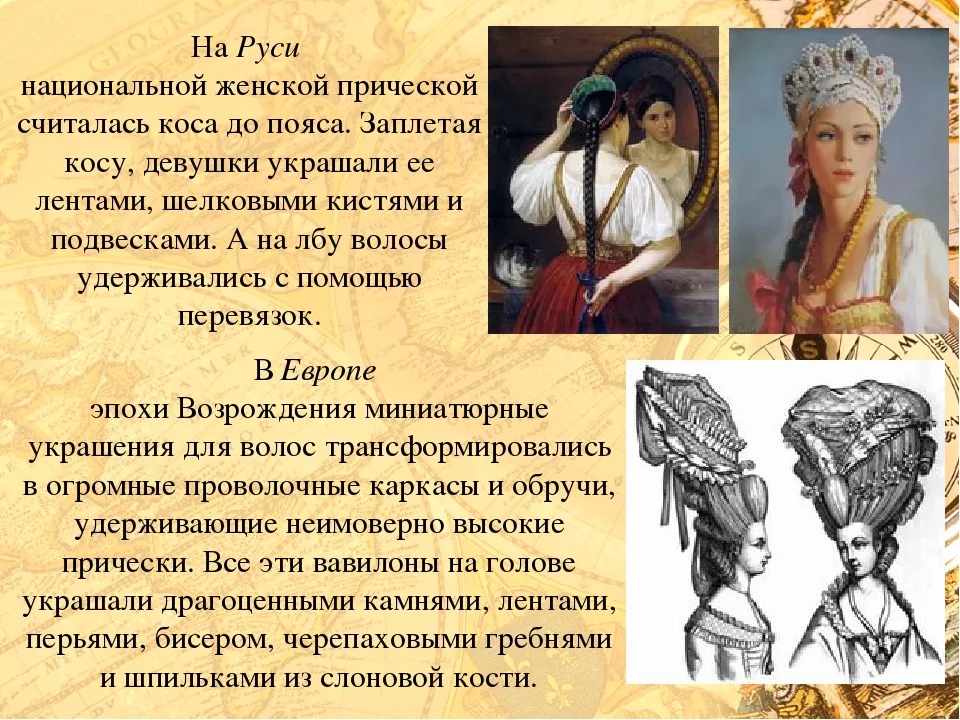 На Руси
национальной женской прической
считалась коса до пояса. Заплетая
косу, девушки украшали ее
лентами, шелковыми кистями и
подвесками. А на лбу волосы
удерживались с помощью
перевязок.
В Европе
эпохи Возрождения миниатюрные
украшения для волос трансформировались
в огромные проволочные каркасы и обручи,
удерживающие неимоверно высокие
прически. Все эти вавилоны на голове
украшали драгоценными камнями, лентами,
перьями, бисером, черепаховыми гребнями
и шпильками из слоновой кости.